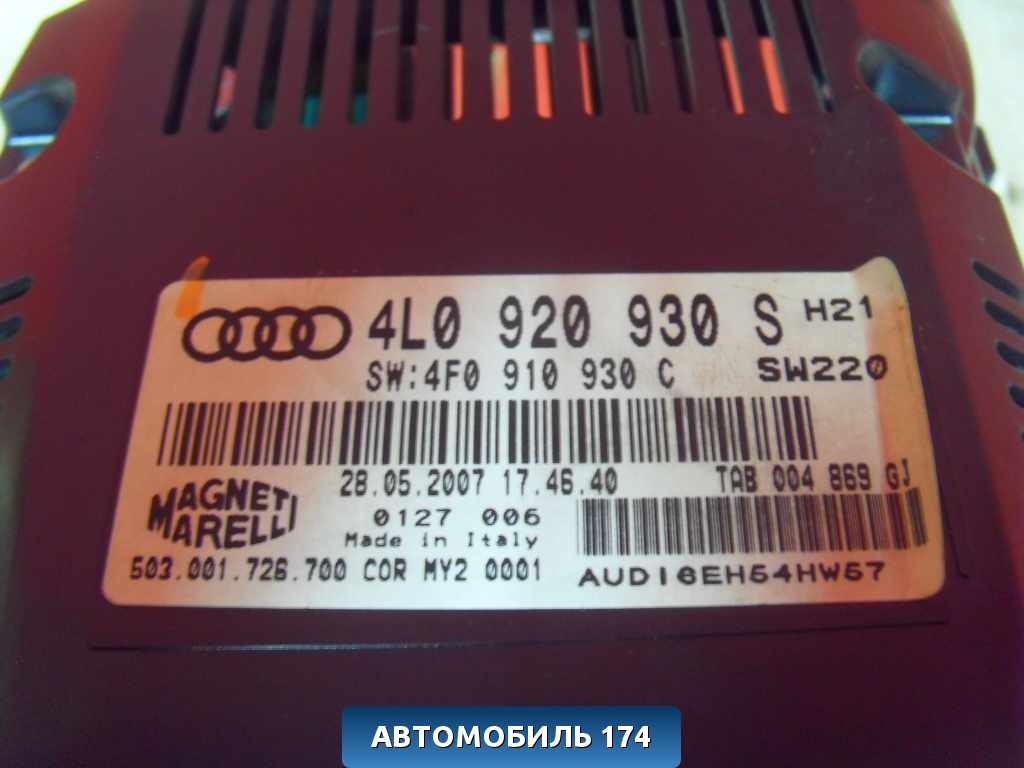 4L0 920 930 S H21
SW:4F0 910 930 C SW220
28.05.2007 17.46.40 TAB 004 869 GJ
MAGNETI
MARELLI
0127 006
Made in Italy
503.001.726.700 COR MY2 0001
AUDI6EH54HW57
АВТОМОБИЛЬ 174